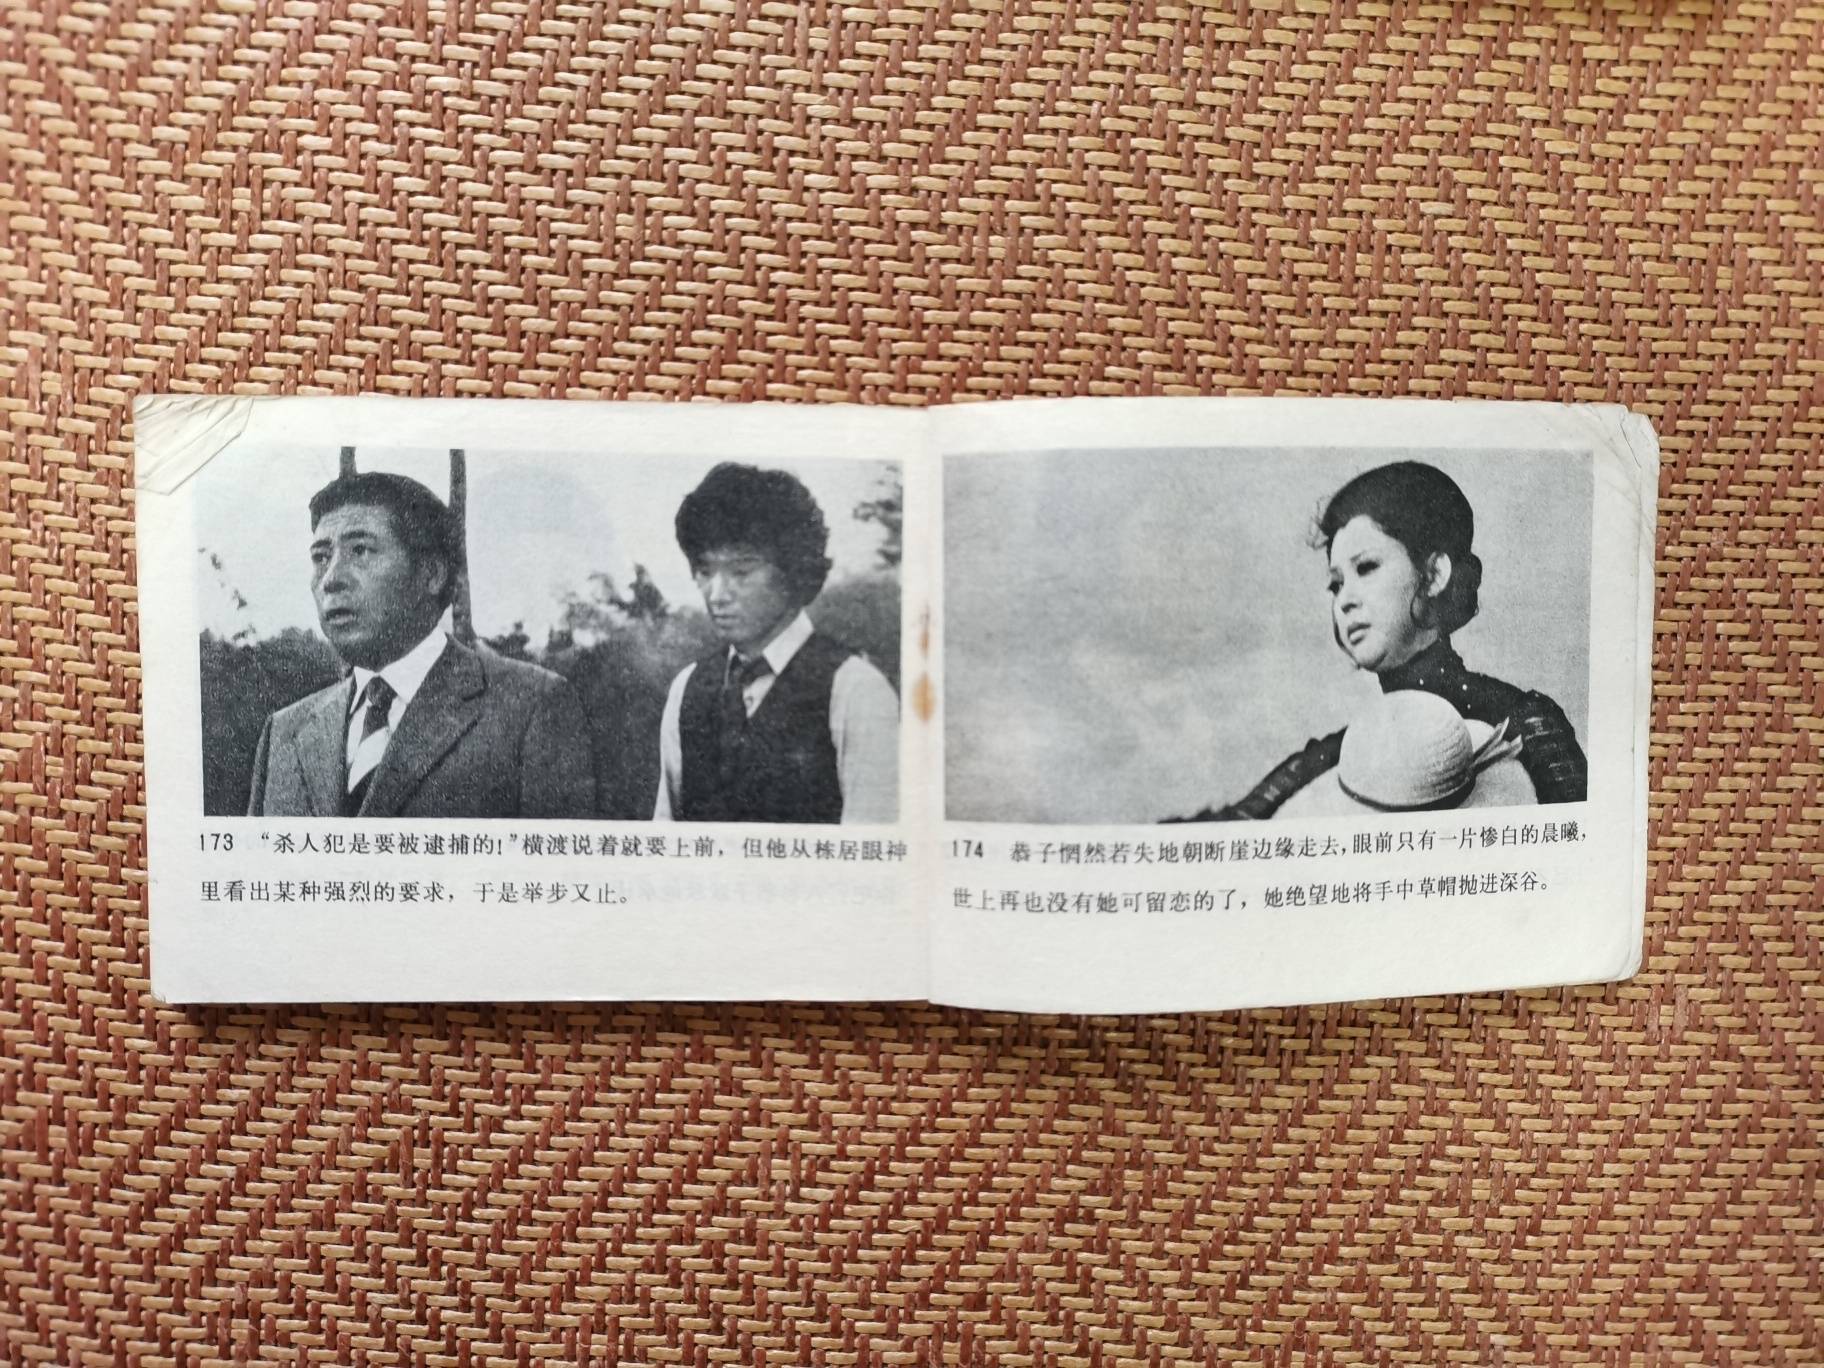 173 “杀人犯是要被逮捕的！”横渡说着就要上前，但他从栋居眼神
里看出某种强烈的要求，于是举步又止。
174 恭子惘然若失地朝断崖边缘走去，眼前只有一片惨白的晨曦，
世上再也没有她可留恋的了，她绝望地将手中草帽抛进深谷。